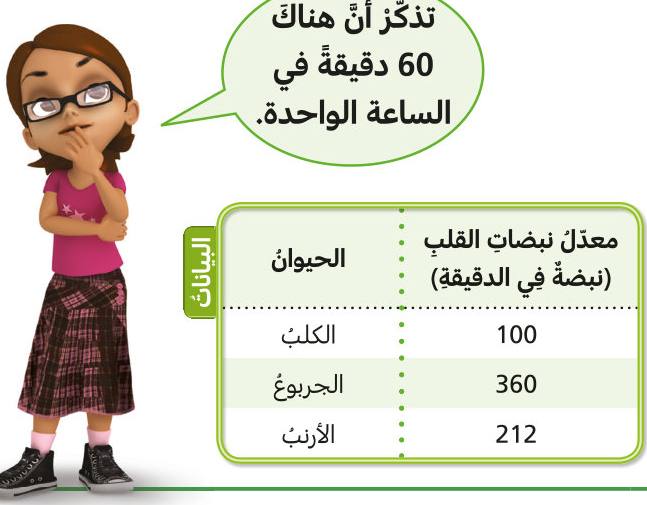 تذكّرْ أنَّ هناكَ
60 دقيقةً في
الساعة الواحدة.
البياناتُ
معدّلُ نبضاتِ القلبِ
(نبضةٌ فِي الدقيقةِ)
الحيوانُ
100 الكلبُ
360 الجربوعُ
212 الأرنبُ